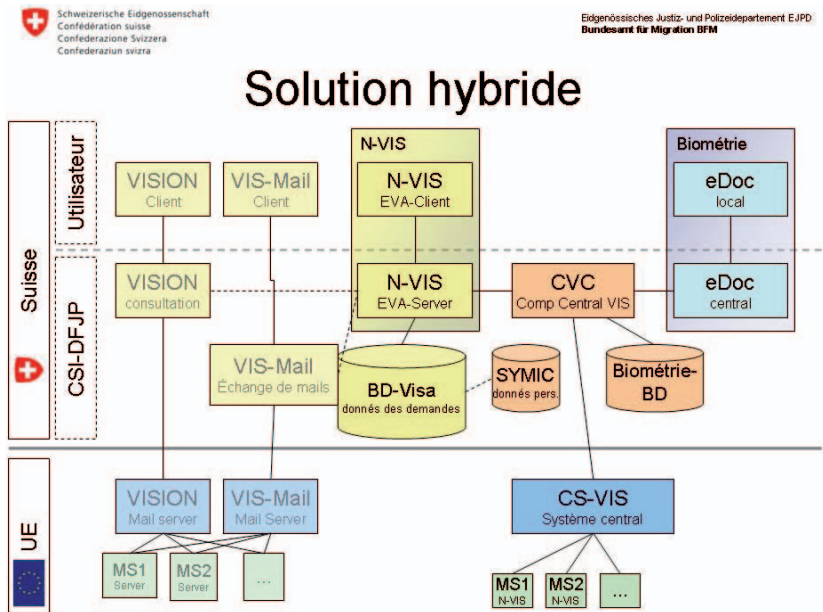 Schweizerische Eidgenossenschaft
Confédération suisse
Confederazione Svizzera
Confederaziun svizra
Eidgenössisches Justiz- und Polizeidepartement EJPD
Bundesamt für Migration BFM
Solution hybride
Suisse
Utilisateur
N-VIS
Biométrie
VISION
Client
VIS-Mail
Client
N-VIS
EVA-Client
eDoc
local
CSI-DFJP
VISION
consultation
N-VIS
EVA-Server
CVC
Comp Central VIS
eDoc
central
VIS-Mail
Échange de mails
BD-Visa
donnés des demandes
SYMIC
donnés pers.
Biométrie-
BD
UE
VISION
Mail server
VIS-Mail
Mail Server
CS-VIS
Système central
MS1
Server
MS2
Server
...
MS1
N-VIS
MS2
N-VIS
...